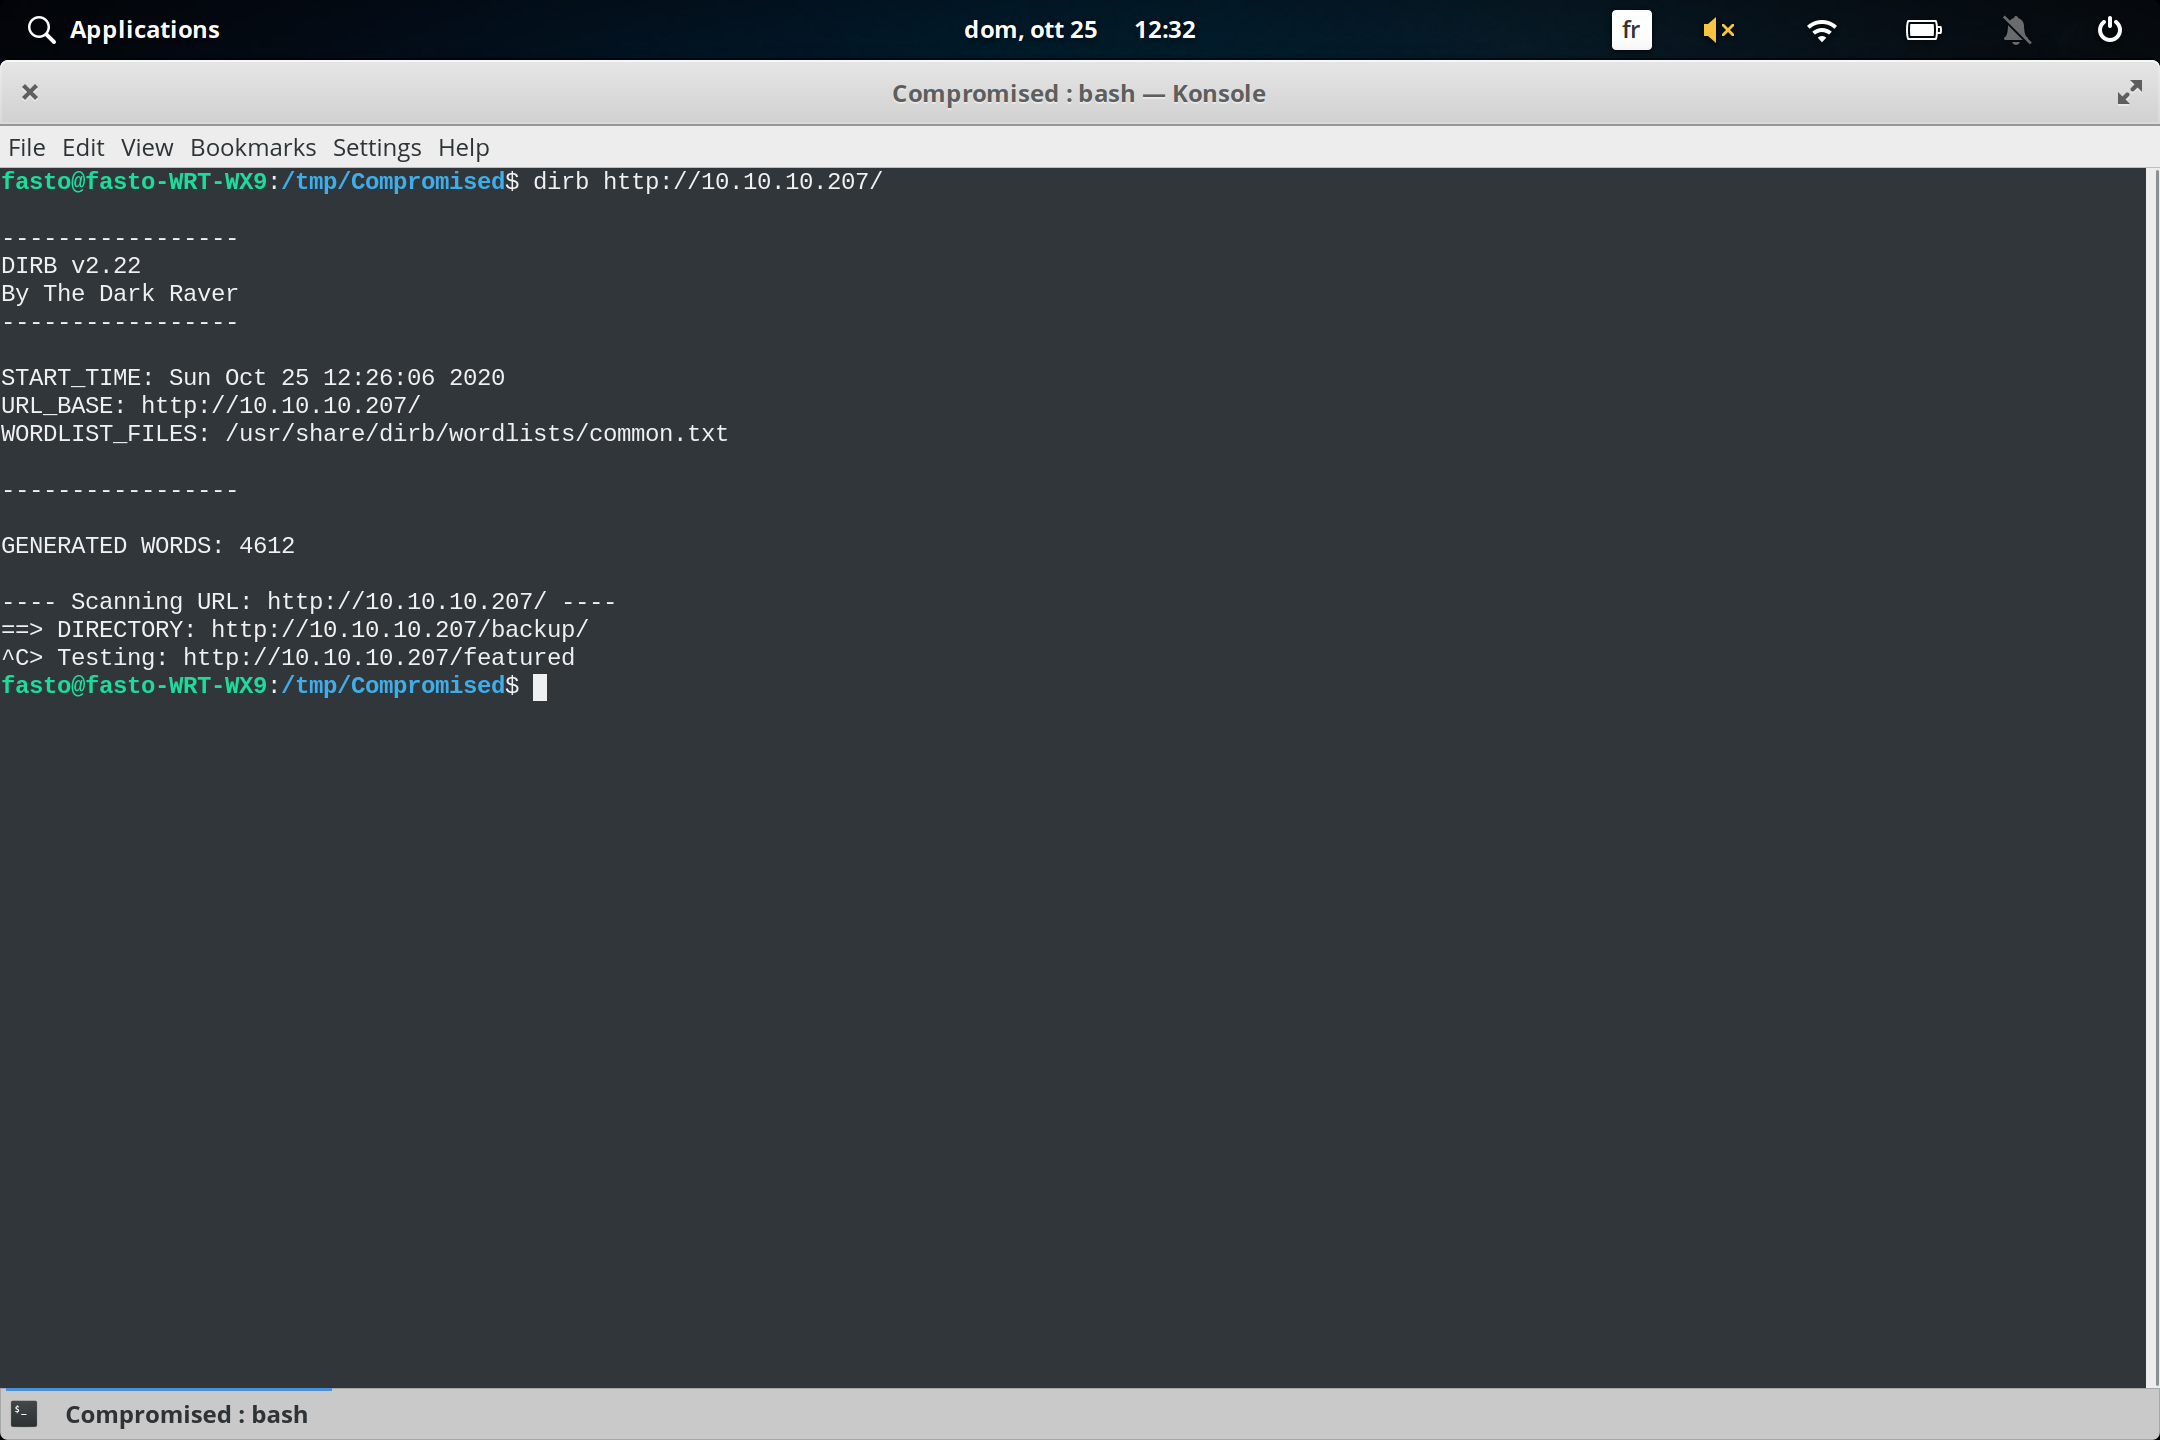 Applications
dom, ott 25 12:32
fr
Compromised : bash — Konsole
File Edit View Bookmarks Settings Help
fasto@fasto-WRT-WX9:/tmp/Compromised$ dirb http://10.10.10.207/
-----------------
DIRB v2.22
By The Dark Raver
-----------------
START_TIME: Sun Oct 25 12:26:06 2020
URL_BASE: http://10.10.10.207/
WORDLIST_FILES: /usr/share/dirb/wordlists/common.txt
-----------------
GENERATED WORDS: 4612
---- Scanning URL: http://10.10.10.207/ ----
==> DIRECTORY: http://10.10.10.207/backup/
^C> Testing: http://10.10.10.207/featured
fasto@fasto-WRT-WX9:/tmp/Compromised$
Compromised : bash